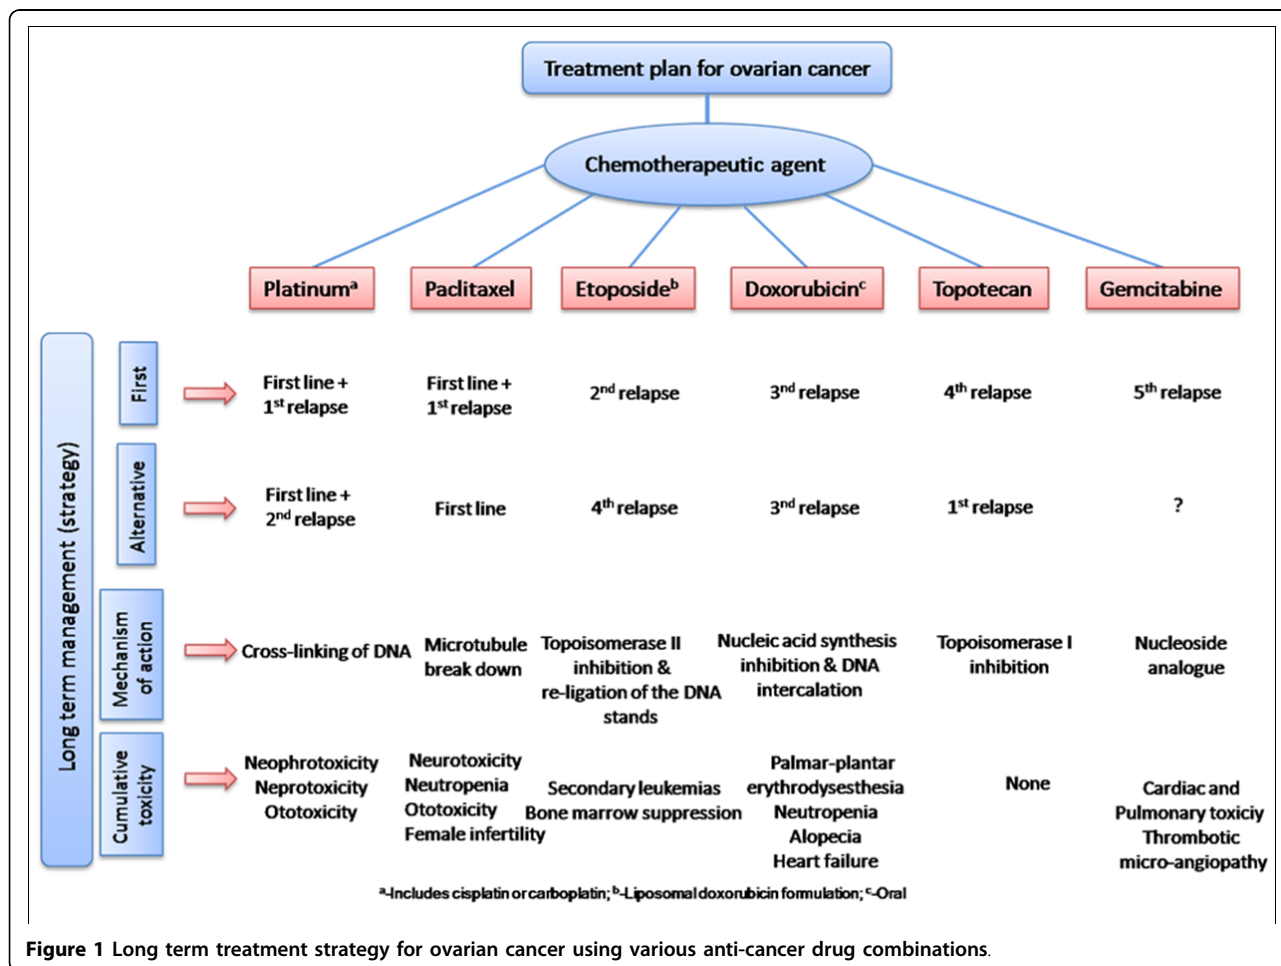 Treatment plan for ovarian cancer
Chemotherapeutic agent
Platinumᵃ
Paclitaxel
Etoposideᵇ
Doxorubicinᶜ
Topotecan
Gemcitabine
Long term management (strategy)
First
First line +
1ˢᵗ relapse
First line +
1ˢᵗ relapse
2ⁿᵈ relapse
3ⁿᵈ relapse
4ᵗʰ relapse
5ᵗʰ relapse
Alternative
First line +
2ⁿᵈ relapse
First line
4ᵗʰ relapse
3ⁿᵈ relapse
1ˢᵗ relapse
?
Mechanism
of action
Cross-linking of DNA
Microtubule
break down
Topoisomerase II
inhibition &
re-ligation of the DNA
stands
Nucleic acid synthesis
inhibition & DNA
intercalation
Topoisomerase I
inhibition
Nucleoside
analogue
Cumulative
toxicity
Neophrotoxicity
Neprotoxicity
Ototoxicity
Neurotoxicity
Neutropenia
Ototoxicity
Female infertility
Secondary leukemias
Bone marrow suppression
Palmar-plantar
erythrodysesthesia
Neutropenia
Alopecia
Heart failure
None
Cardiac and
Pulmonary toxiciy
Thrombotic
micro-angiopathy
ᵃ-Includes cisplatin or carboplatin; ᵇ-Liposomal doxorubicin formulation; ᶜ-Oral
Figure 1 Long term treatment strategy for ovarian cancer using various anti-cancer drug combinations.